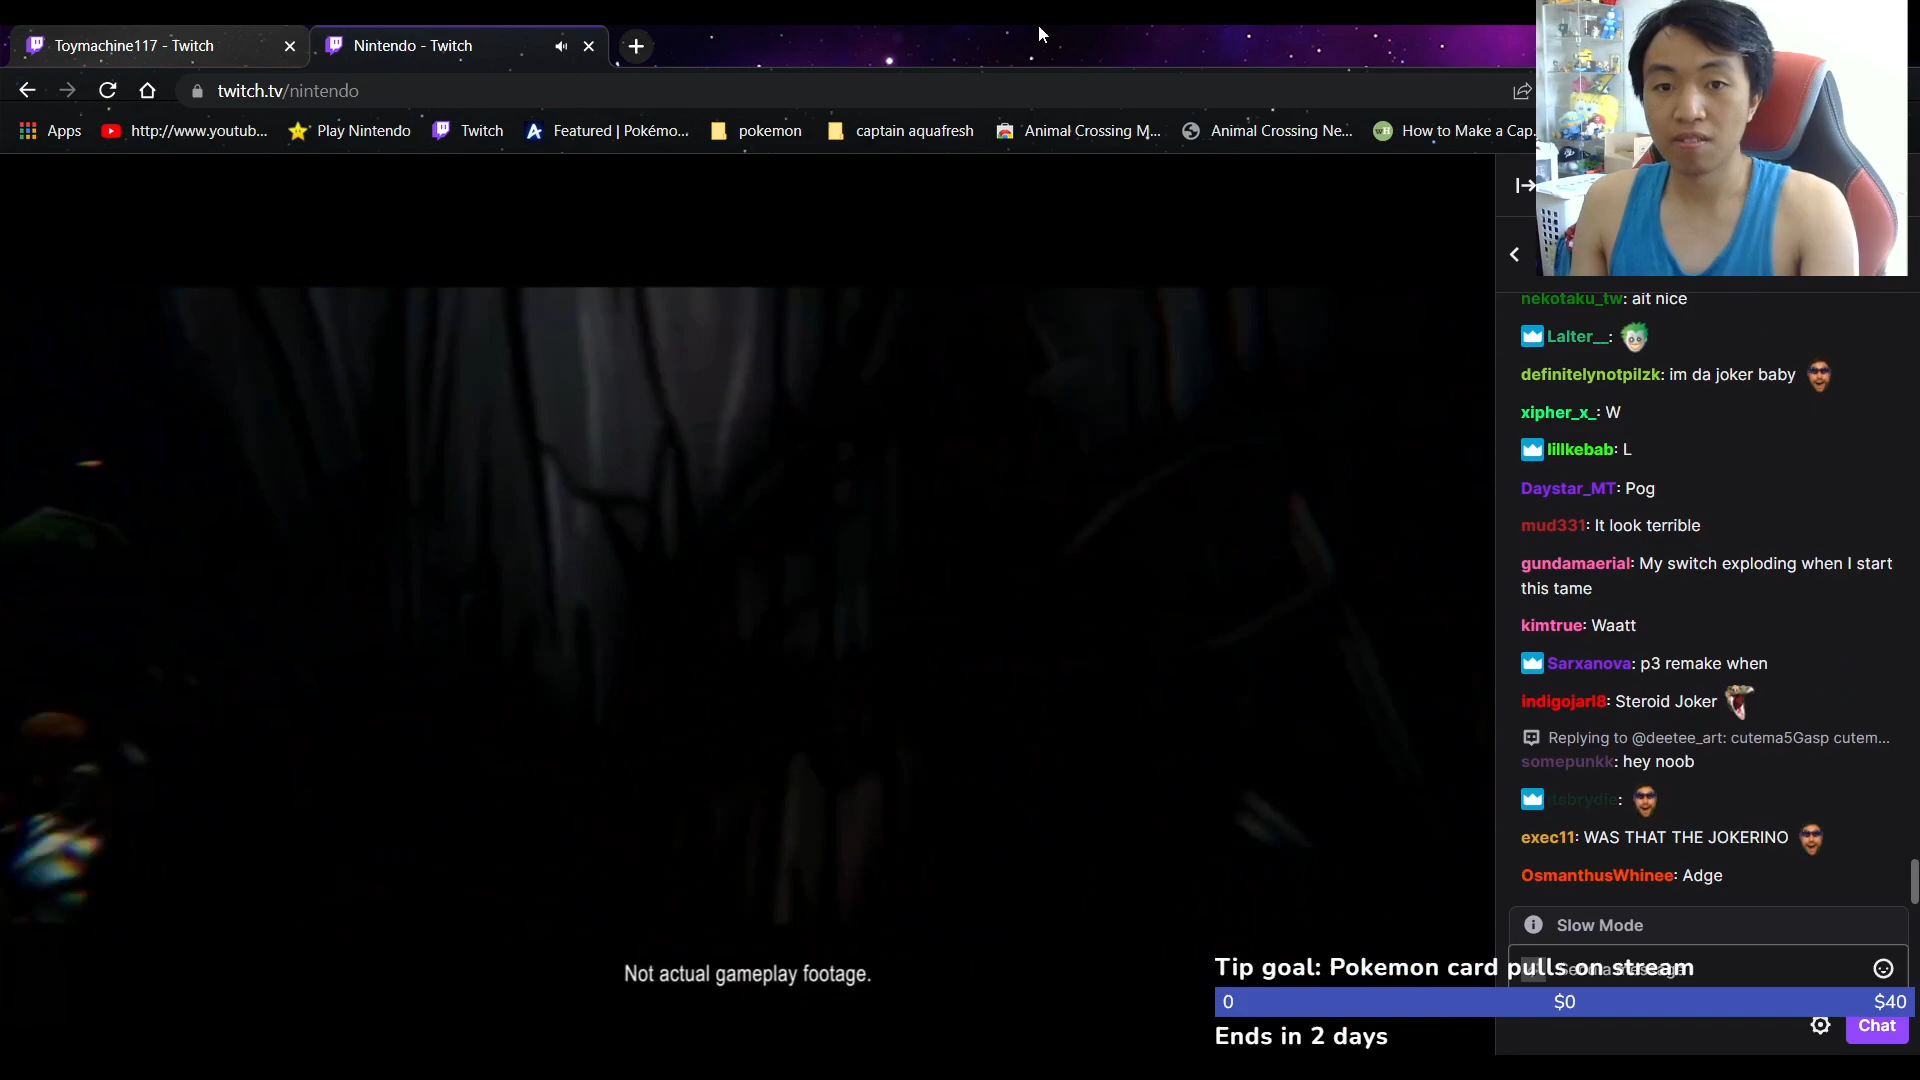 Toymachine117 - Twitch
Nintendo - Twitch
twitch.tv/nintendo
Apps
http://www.youtub...
Play Nintendo
Twitch
Featured | Pokémo...
pokemon
captain aquafresh
Animal Crossing M...
Animal Crossing Ne...
How to Make a Cap.
nekotaku_tw: ait nice
Lalter__:
definitelynotpilzk: im da joker baby
xipher_x_: W
lillkebab: L
Daystar_MT: Pog
mud331: It look terrible
gundamaerial: My switch exploding when I start
this tame
kimtrue: Waatt
Sarxanova: p3 remake when
indigojarl8: Steroid Joker
Replying to @deetee_art: cutema5Gasp cutem...
somepunkk: hey noob
itsbrydie:
exec11: WAS THAT THE JOKERINO
OsmanthusWhinee: Adge
Slow Mode
Not actual gameplay footage.
Tip goal: Pokemon card pulls on stream
0 $0 $40
Ends in 2 days
Chat